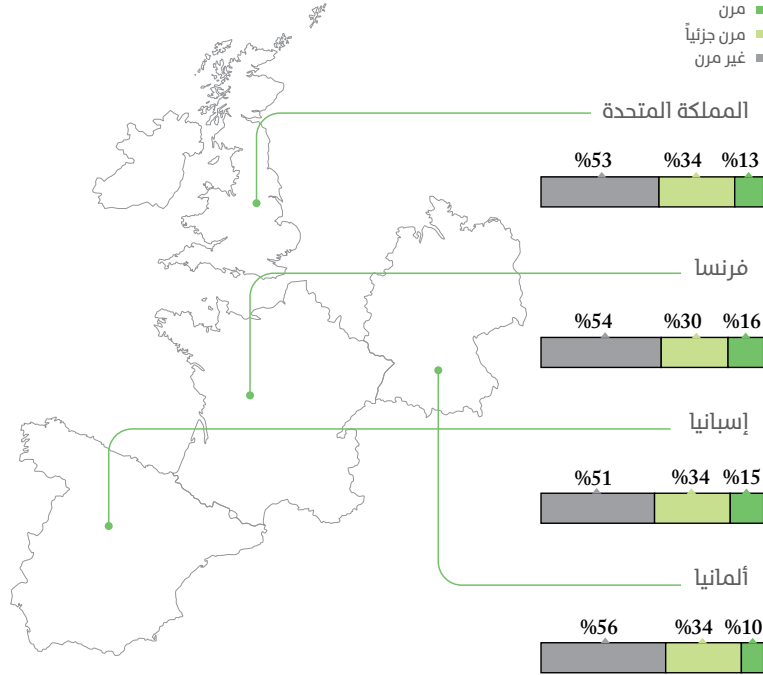 مرن
مرن جزئياً
غير مرن
المملكة المتحدة
%13 %34 %53
فرنسا
%16 %30 %54
إسبانيا
%15 %34 %51
ألمانيا
%10 %34 %56